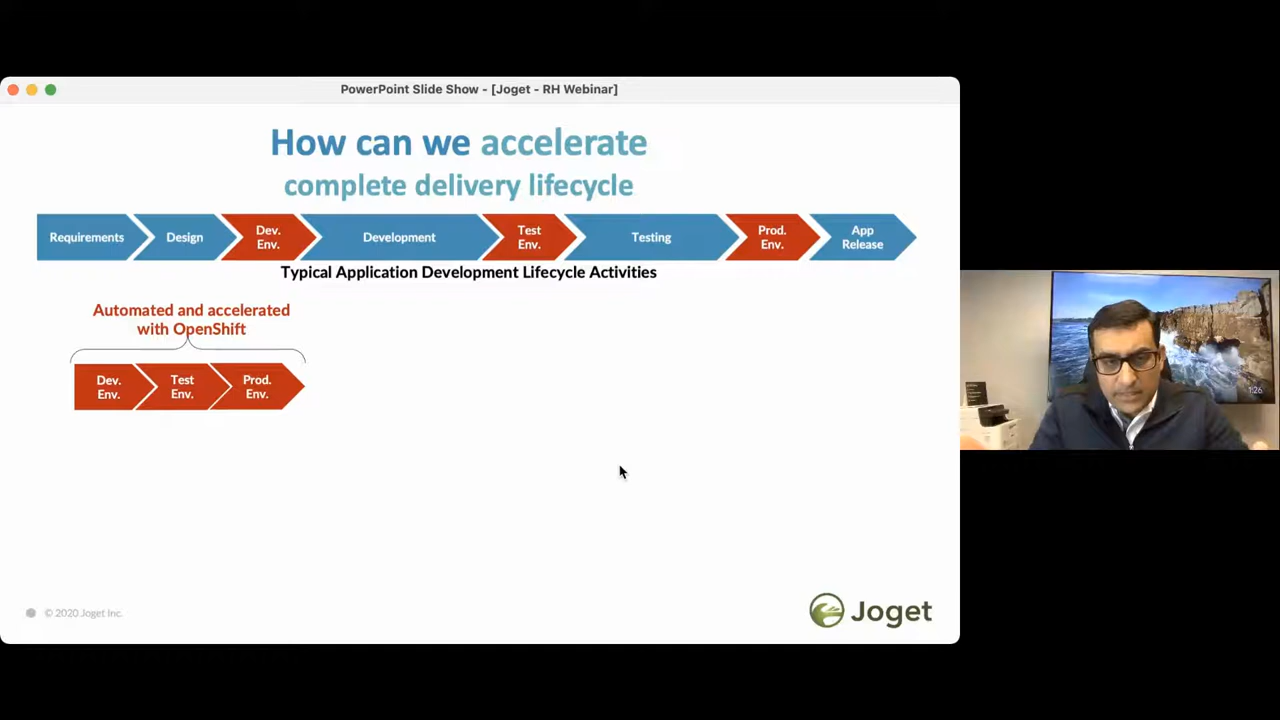 PowerPoint Slide Show - [Joget - RH Webinar]
How can we accelerate
complete delivery lifecycle
Requirements
Design
Dev.
Env.
Development
Test
Env.
Testing
Prod.
Env.
App
Release
Typical Application Development Lifecycle Activities
Automated and accelerated
with OpenShift
Dev.
Env.
Test
Env.
Prod.
Env.
1:26
© 2020 Joget Inc.
Joget